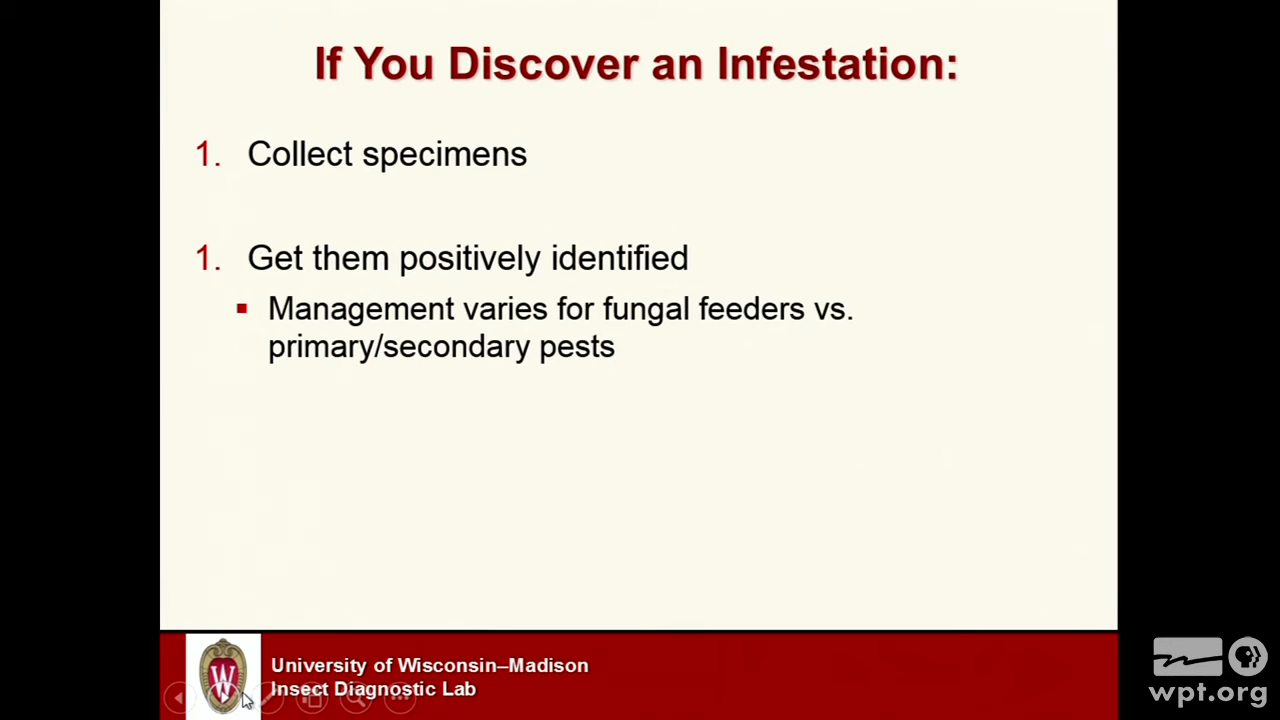 If You Discover an Infestation:
1. Collect specimens
1. Get them positively identified
▪ Management varies for fungal feeders vs.
primary/secondary pests
W
University of Wisconsin–Madison
Insect Diagnostic Lab
PBS
wpt.org